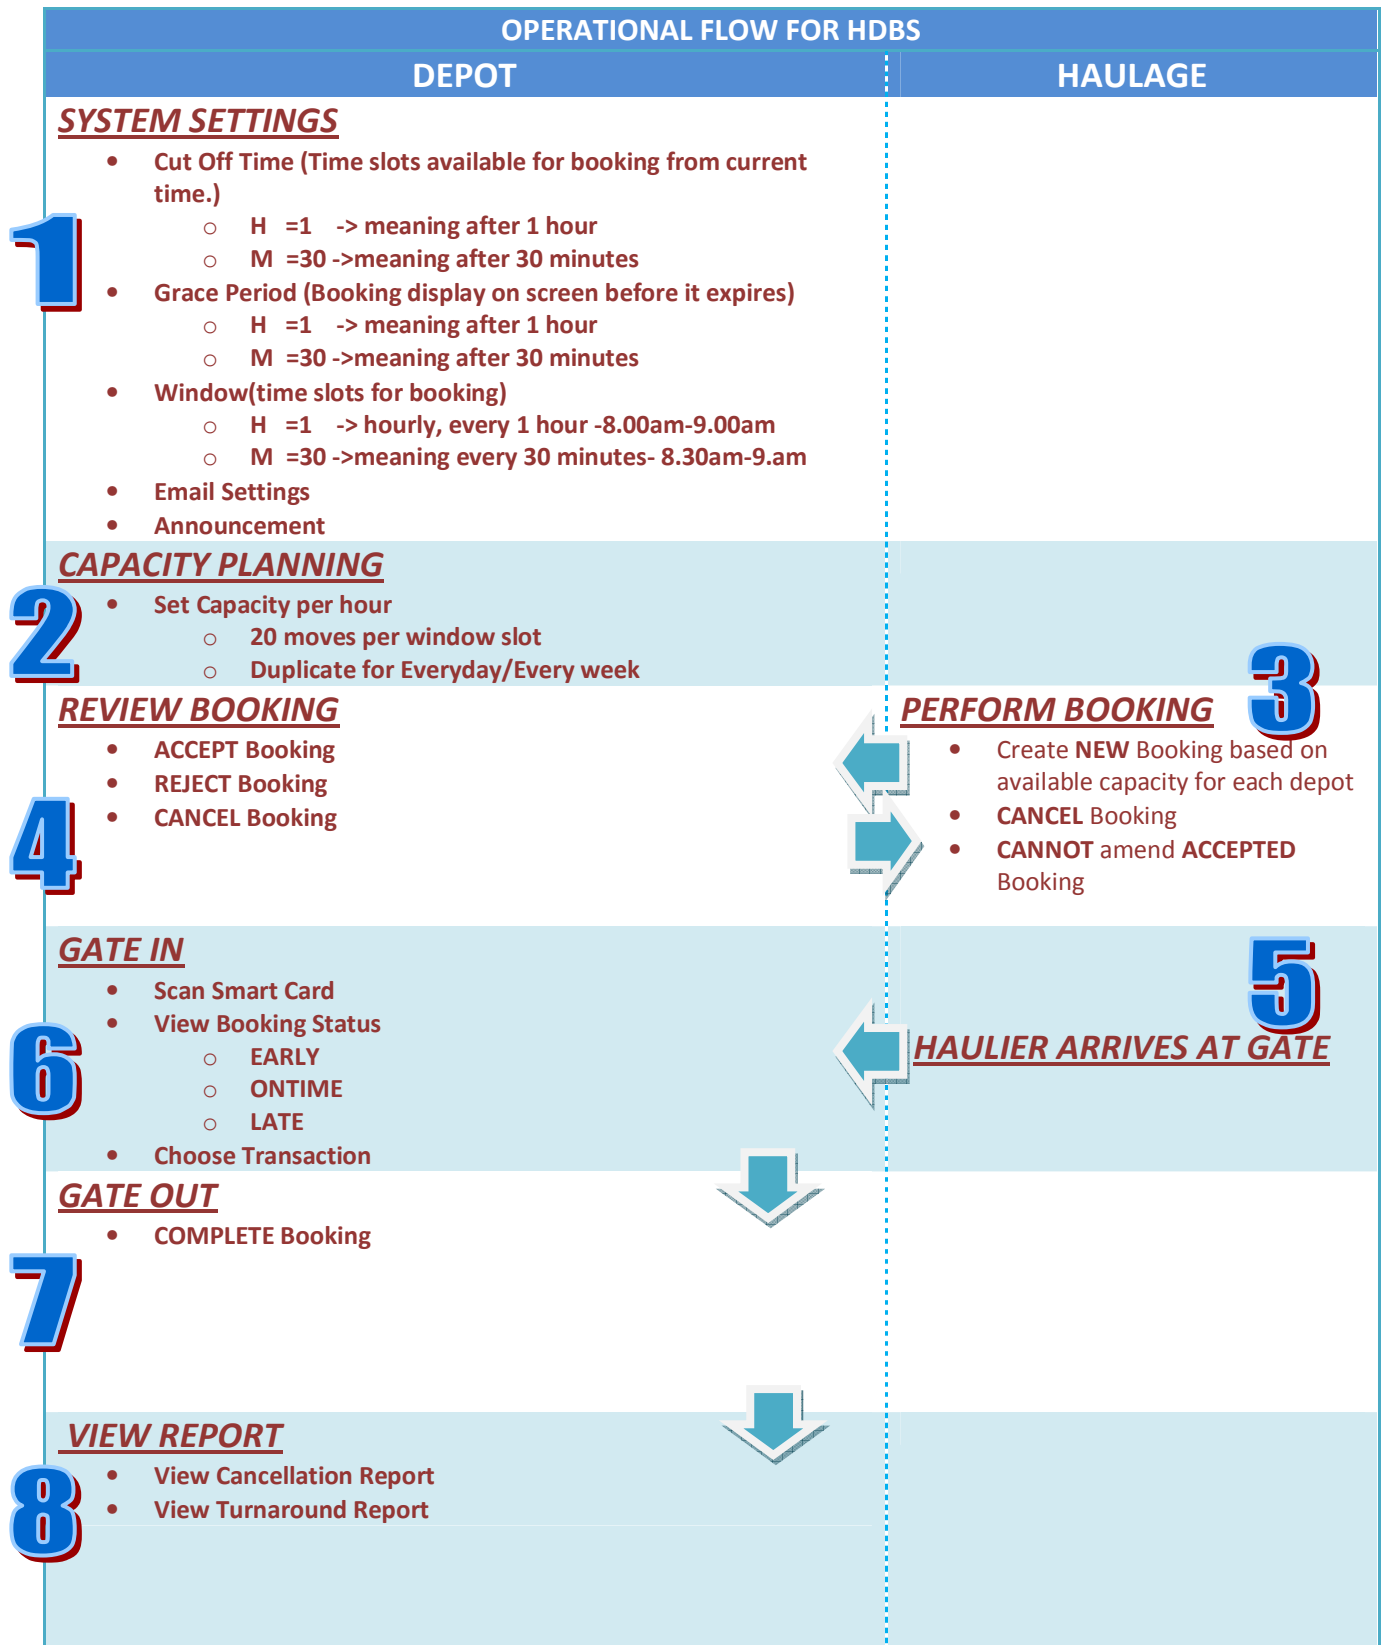 OPERATIONAL FLOW FOR HDBS
DEPOT
HAULAGE
1
SYSTEM SETTINGS
• Cut Off Time (Time slots available for booking from current
time.)
o H =1 -> meaning after 1 hour
o M =30 ->meaning after 30 minutes
• Grace Period (Booking display on screen before it expires)
o H =1 -> meaning after 1 hour
o M =30 ->meaning after 30 minutes
• Window(time slots for booking)
o H =1 -> hourly, every 1 hour -8.00am-9.00am
o M =30 ->meaning every 30 minutes- 8.30am-9.am
• Email Settings
• Announcement
2
CAPACITY PLANNING
• Set Capacity per hour
o 20 moves per window slot
o Duplicate for Everyday/Every week
3
PERFORM BOOKING
• Create NEW Booking based on
available capacity for each depot
• CANCEL Booking
• CANNOT amend ACCEPTED
Booking
4
REVIEW BOOKING
• ACCEPT Booking
• REJECT Booking
• CANCEL Booking
5
HAULIER ARRIVES AT GATE
6
GATE IN
• Scan Smart Card
• View Booking Status
o EARLY
o ONTIME
o LATE
• Choose Transaction
7
GATE OUT
• COMPLETE Booking
8
VIEW REPORT
• View Cancellation Report
• View Turnaround Report